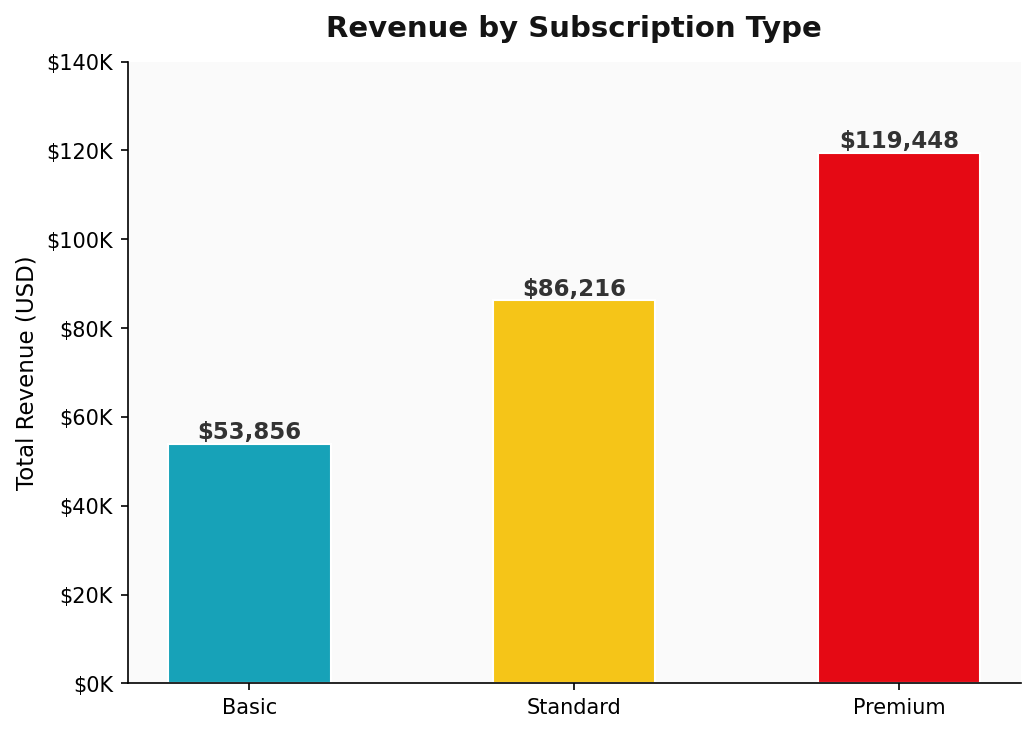 Revenue by Subscription Type
Total Revenue (USD)
$140K
$120K
$100K
$80K
$60K
$40K
$20K
$0K
$53,856
$86,216
$119,448
Basic
Standard
Premium